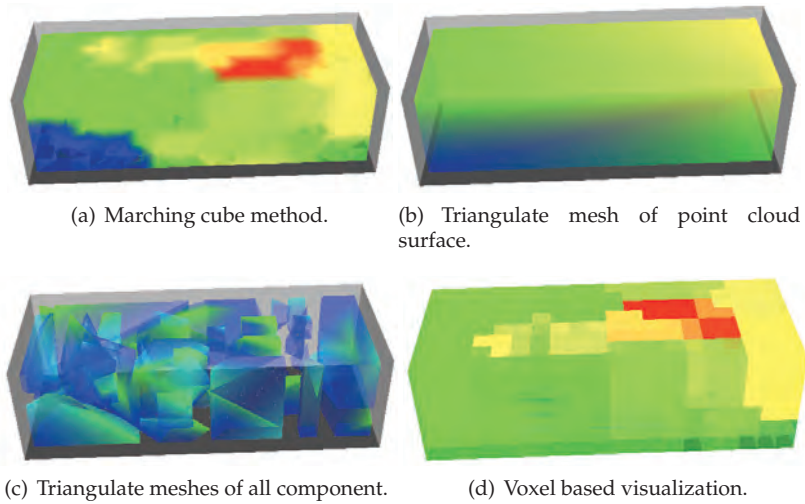 (a) Marching cube method.
(b) Triangulate mesh of point cloud
surface.
(c) Triangulate meshes of all component.
(d) Voxel based visualization.